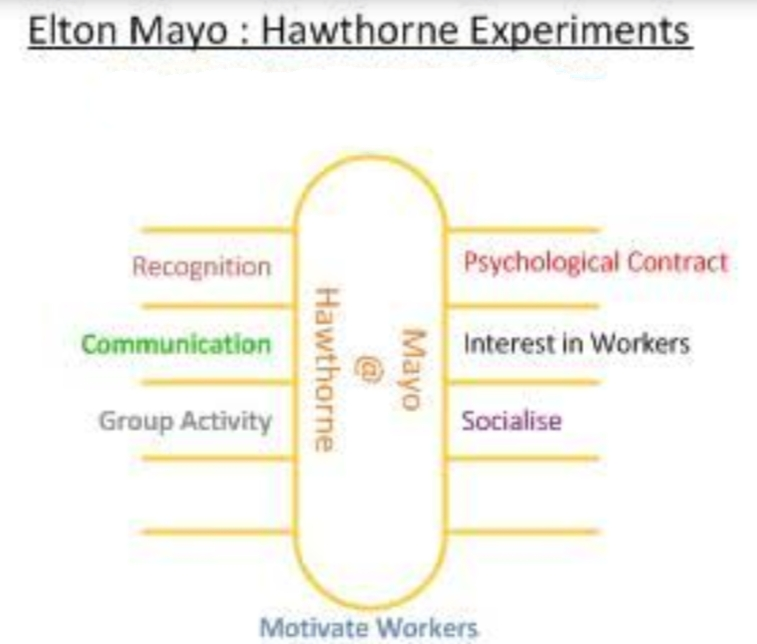 Elton Mayo : Hawthorne Experiments
Recognition
Psychological Contract
Communication
Interest in Workers
Group Activity
Socialise
Mayo
@
Hawthorne
Motivate Workers